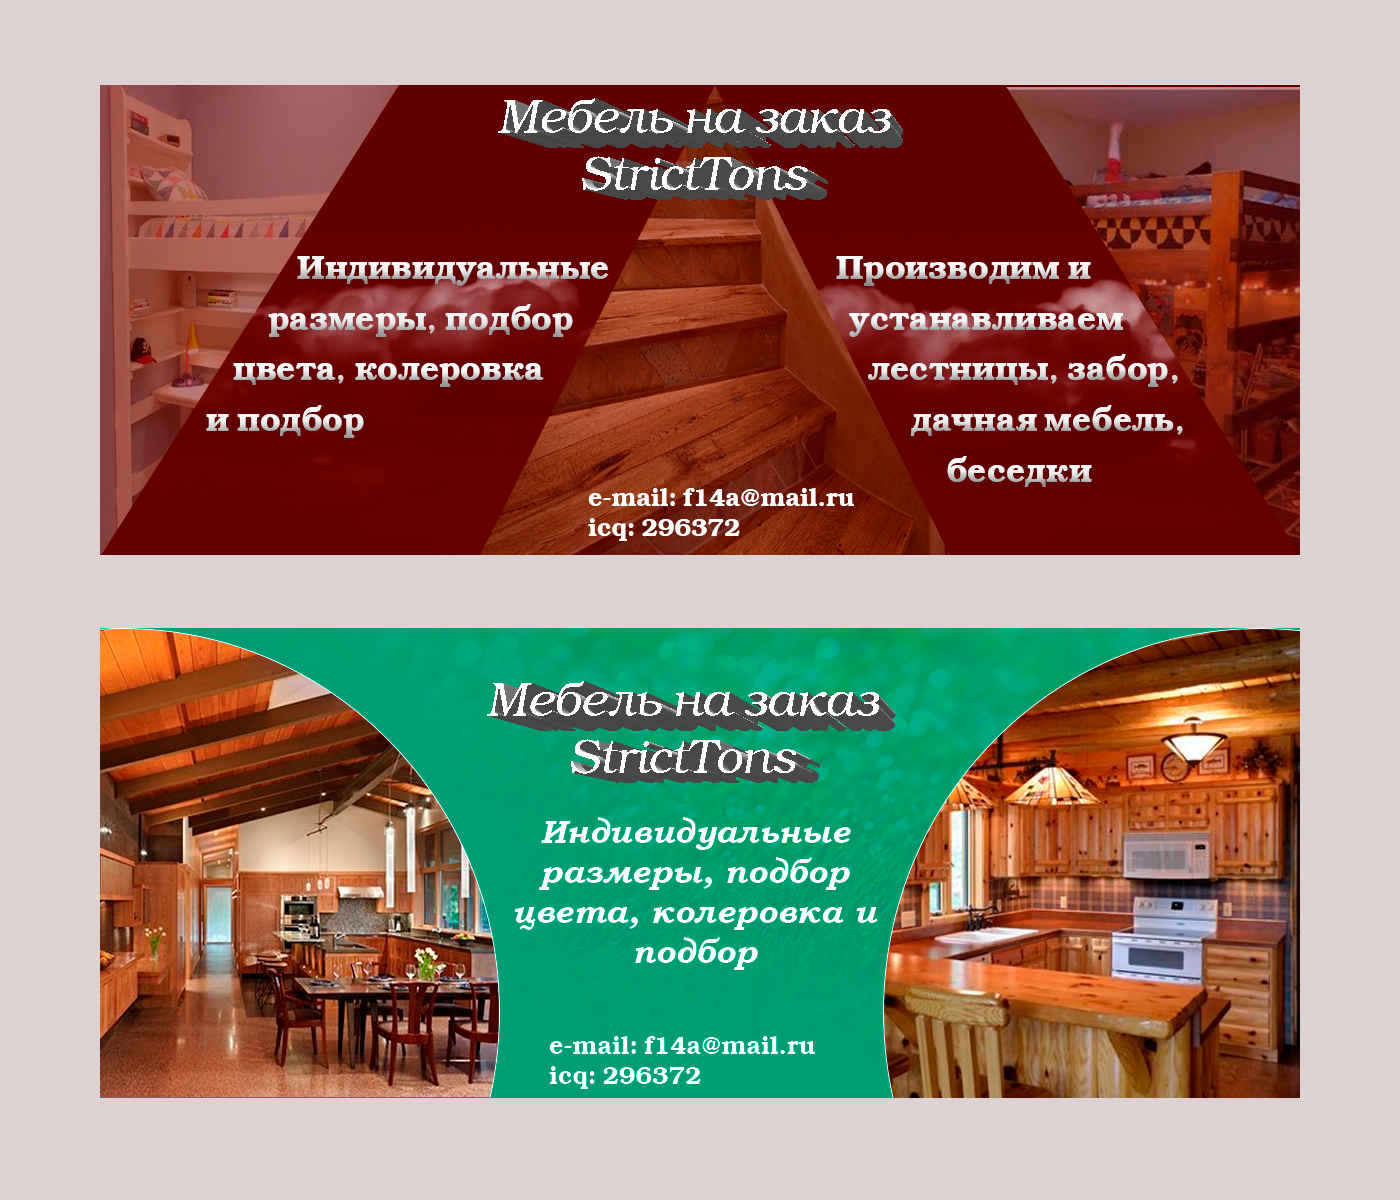 Мебель на заказ
StrictTons
Индивидуальные
размеры, подбор
цвета, колеровка
и подбор
Производим и
устанавливаем
лестницы, забор,
дачная мебель,
беседки
e-mail: f14a@mail.ru
icq: 296372
Мебель на заказ
StrictTons
Индивидуальные
размеры, подбор
цвета, колеровка и
подбор
e-mail: f14a@mail.ru
icq: 296372